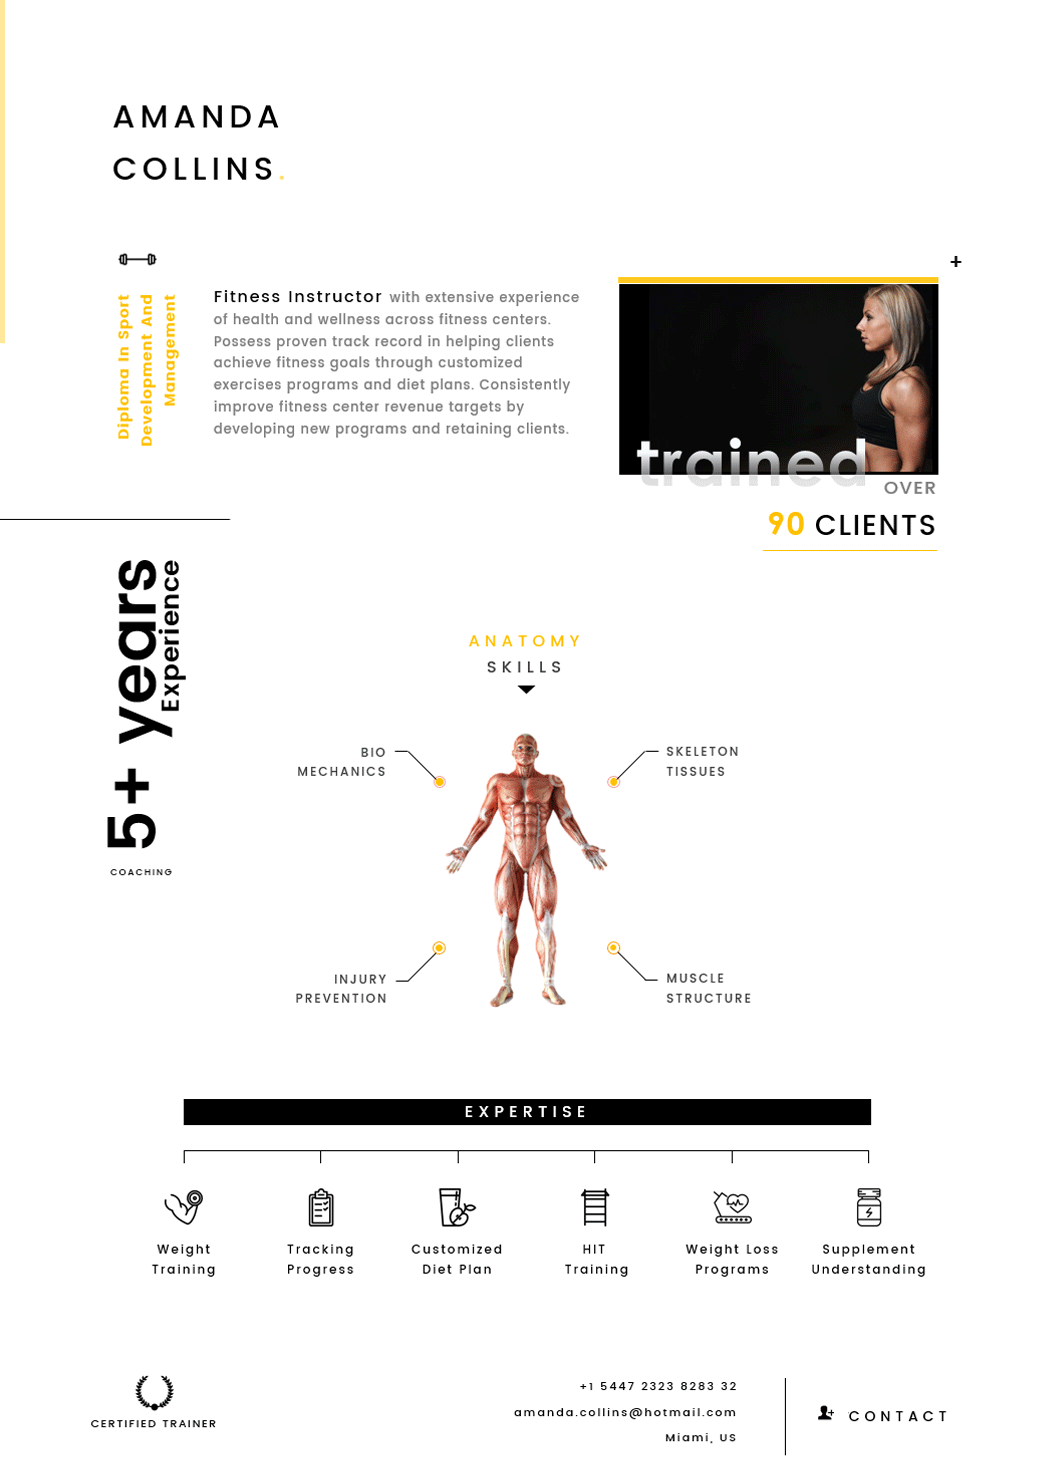 AMANDA
COLLINS.
+
Diploma In Sport
Development And
Management
Fitness Instructor with extensive experience
of health and wellness across fitness centers.
Possess proven track record in helping clients
achieve fitness goals through customized
exercises programs and diet plans. Consistently
improve fitness center revenue targets by
developing new programs and retaining clients.
trained
OVER
90 CLIENTS
5+ years
Experience
COACHING
ANATOMY
SKILLS
BIO
MECHANICS
SKELETON
TISSUES
INJURY
PREVENTION
MUSCLE
STRUCTURE
EXPERTISE
Weight
Training
Tracking
Progress
Customized
Diet Plan
HIT
Training
Weight Loss
Programs
Supplement
Understanding
CERTIFIED TRAINER
+1 5447 2323 8283 32
amanda.collins@hotmail.com
Miami, US
CONTACT